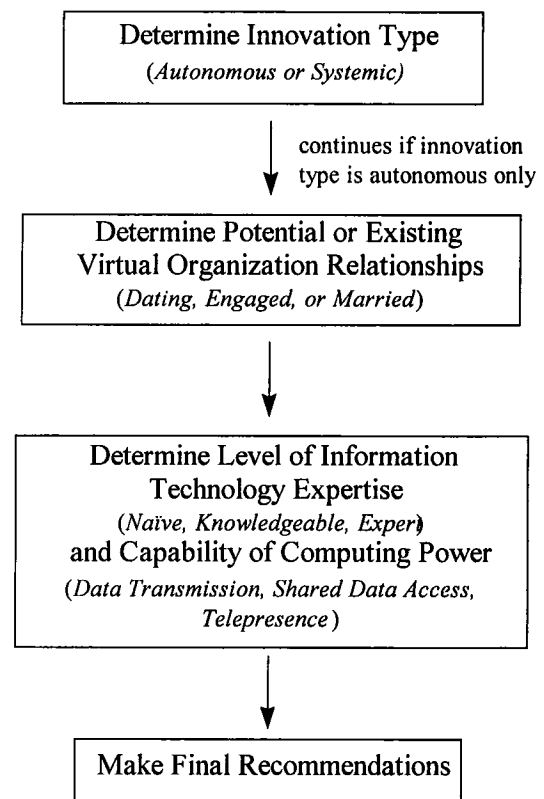 Determine Innovation Type
(Autonomous or Systemic)
continues if innovation
type is autonomous only
Determine Potential or Existing
Virtual Organization Relationships
(Dating, Engaged, or Married)
Determine Level of Information
Technology Expertise
(Naïve, Knowledgeable, Expert)
and Capability of Computing Power
(Data Transmission, Shared Data Access,
Telepresence)
Make Final Recommendations